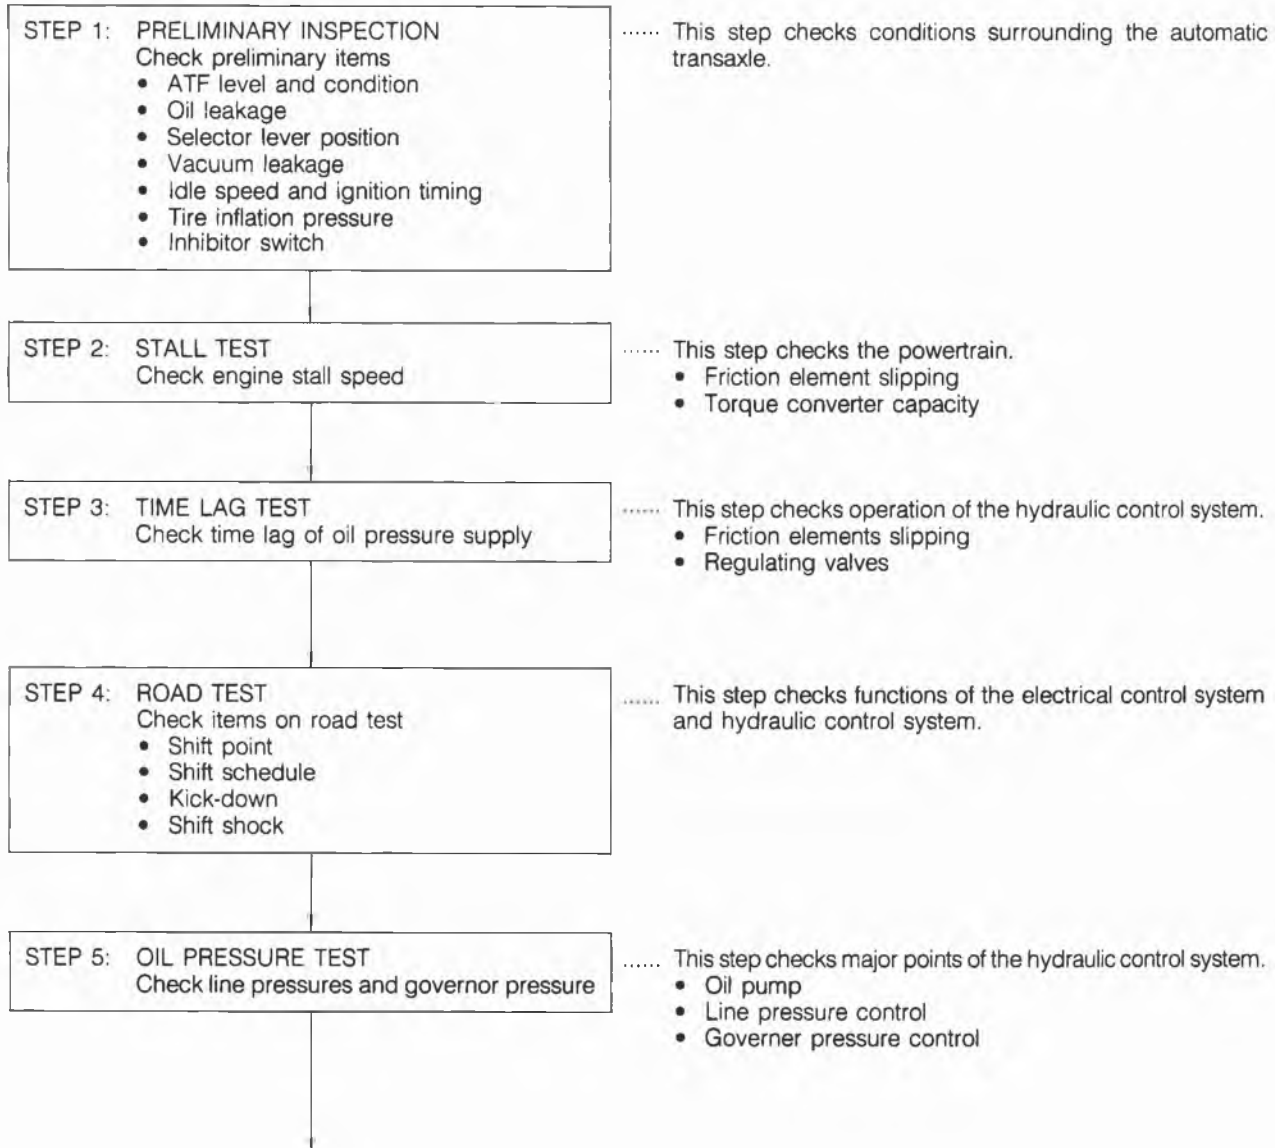 STEP 1: PRELIMINARY INSPECTION
Check preliminary items
• ATF level and condition
• Oil leakage
• Selector lever position
• Vacuum leakage
• Idle speed and ignition timing
• Tire inflation pressure
• Inhibitor switch
...... This step checks conditions surrounding the automatic
transaxle.
STEP 2: STALL TEST
Check engine stall speed
...... This step checks the powertrain.
• Friction element slipping
• Torque converter capacity
STEP 3: TIME LAG TEST
Check time lag of oil pressure supply
...... This step checks operation of the hydraulic control system.
• Friction elements slipping
• Regulating valves
STEP 4: ROAD TEST
Check items on road test
• Shift point
• Shift schedule
• Kick-down
• Shift shock
...... This step checks functions of the electrical control system
and hydraulic control system.
STEP 5: OIL PRESSURE TEST
Check line pressures and governor pressure
...... This step checks major points of the hydraulic control system.
• Oil pump
• Line pressure control
• Governer pressure control